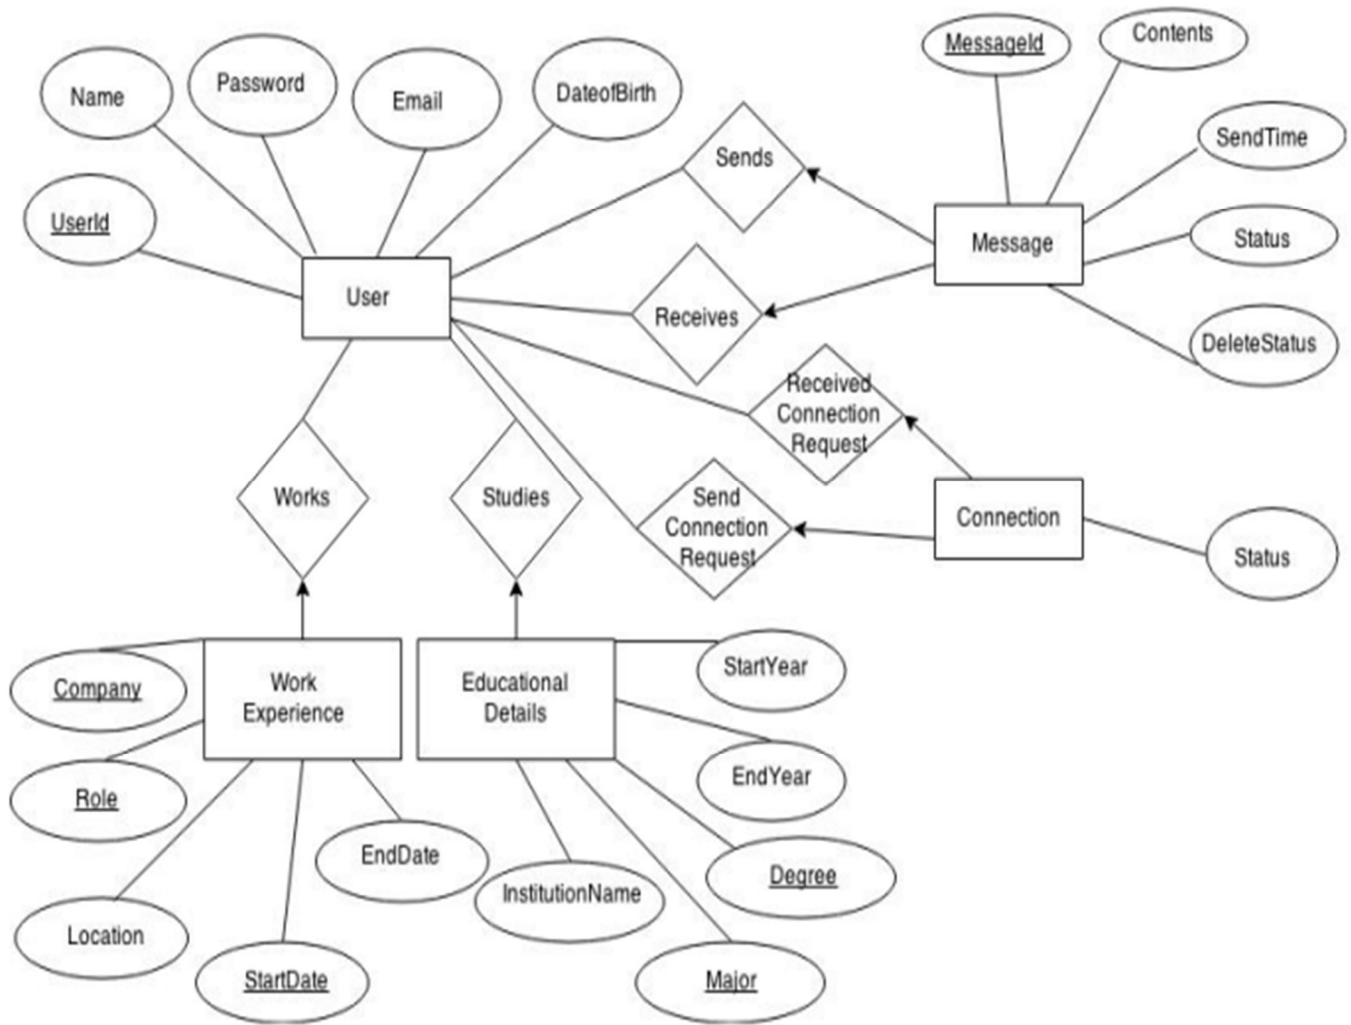 MessageId
Contents
Name
Password
Email
DateofBirth
SendTime
Sends
UserId
Status
Message
User
Receives
DeleteStatus
Received
Connection
Request
Works
Studies
Send
Connection
Request
Connection
Status
Company
Work
Experience
Educational
Details
StartYear
Role
EndYear
EndDate
InstitutionName
Degree
Location
StartDate
Major